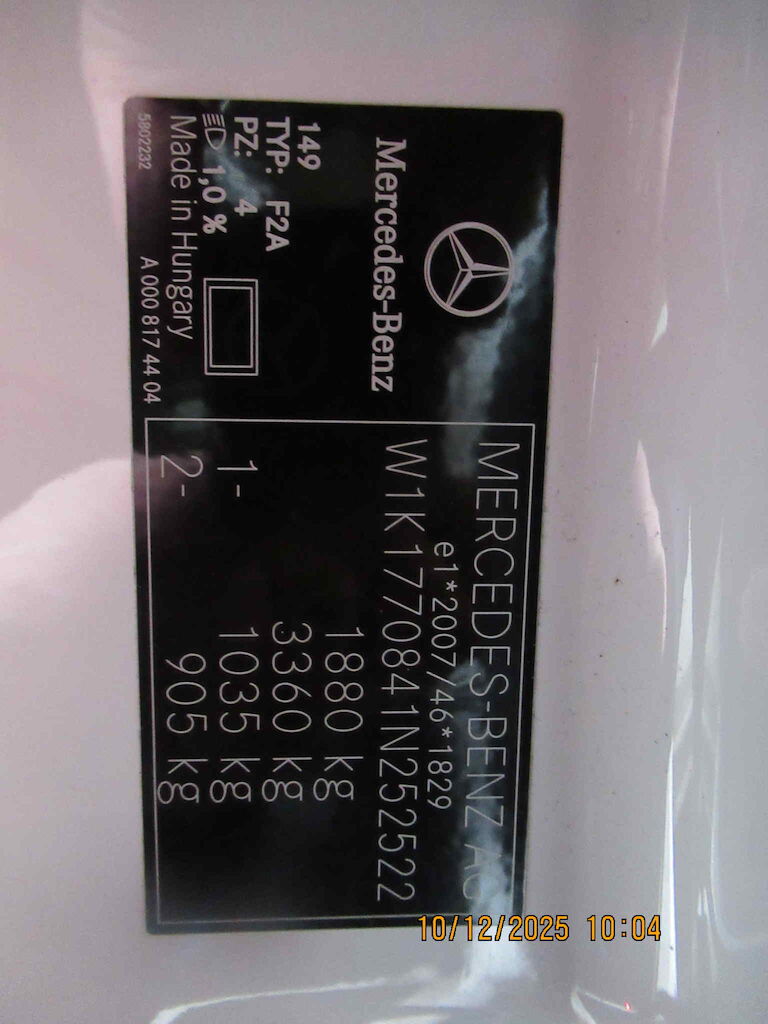 Mercedes-Benz
149
TYP: F2A
PZ: 4
1,0 %
Made in Hungary
5802232
A 000 817 44 04
MERCEDES-BENZ AG
e1*2007/46*1829
W1K1770841N252522
1880 kg
3360 kg
1- 1035 kg
2- 905 kg
10/12/2025 10:04